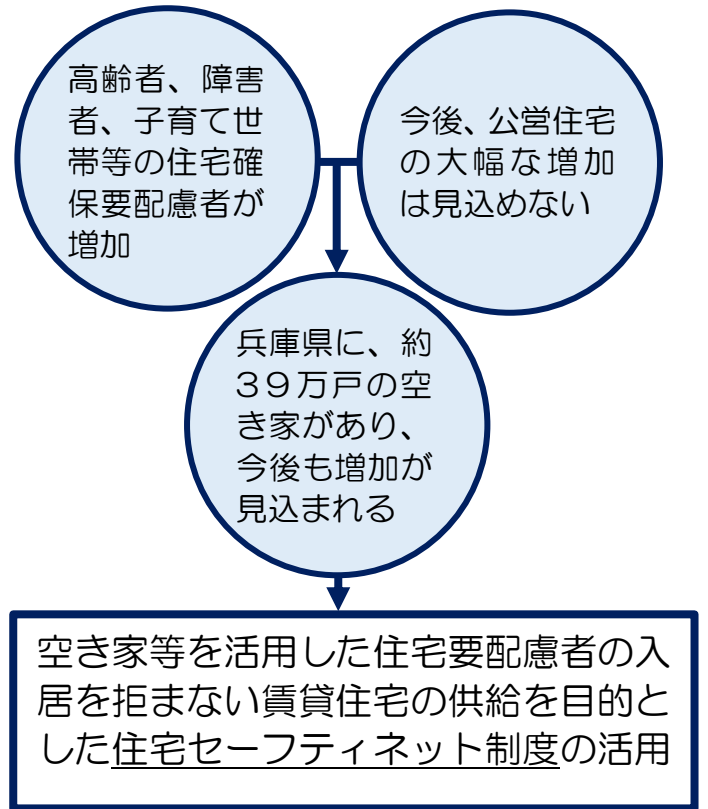 高齢者、障害
者、子育て世
帯等の住宅確
保要配慮者が
増加
今後、公営住宅
の大幅な増加
は見込めない
兵庫県に、約
39万戸の空
き家があり、
今後も増加が
見込まれる
空き家等を活用した住宅要配慮者の入
居を拒まない賃貸住宅の供給を目的と
した住宅セーフティネット制度の活用